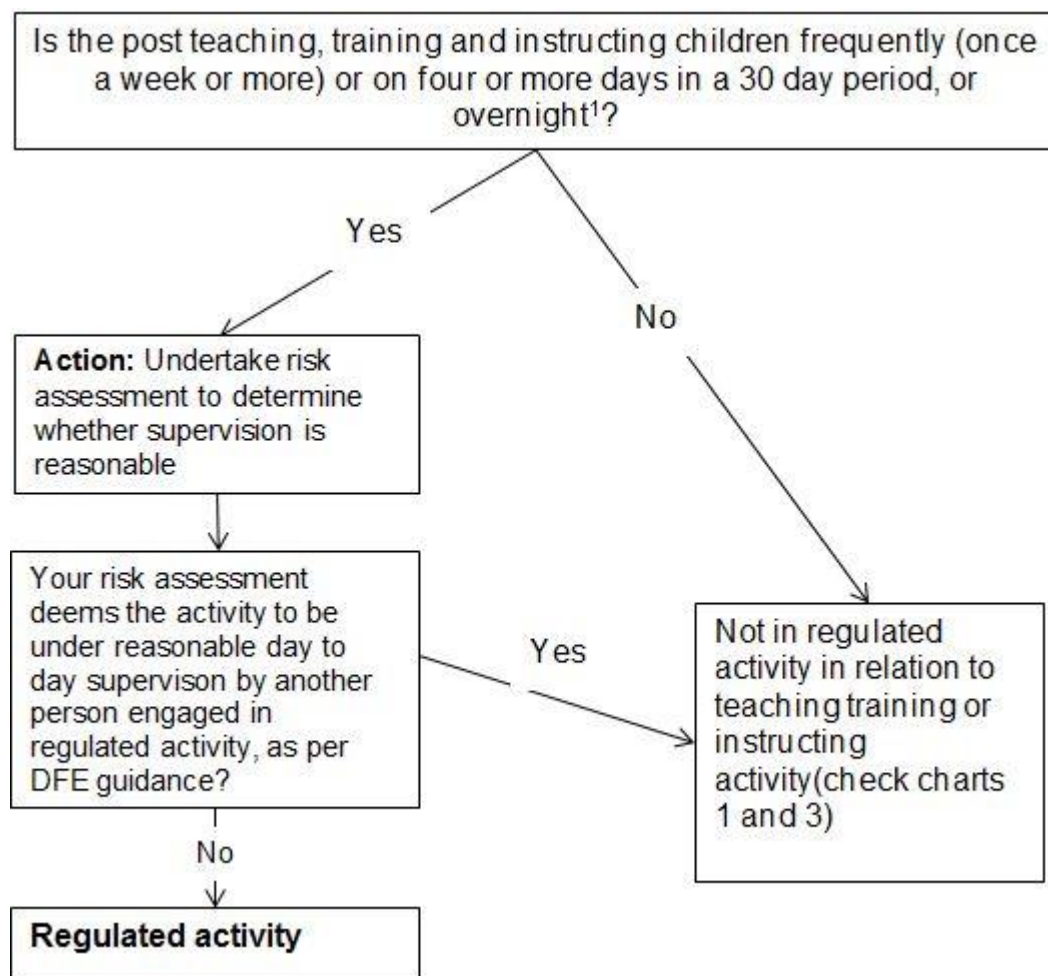 Is the post teaching, training and instructing children frequently (once
a week or more) or on four or more days in a 30 day period, or
overnight¹?
Yes
No
Action: Undertake risk
assessment to determine
whether supervision is
reasonable
Your risk assessment
deems the activity to be
under reasonable day to
day supervison by another
person engaged in
regulated activity, as per
DFE guidance?
Yes
Not in regulated
activity in relation to
teaching training or
instructing
activity(check charts
1 and 3)
No
Regulated activity